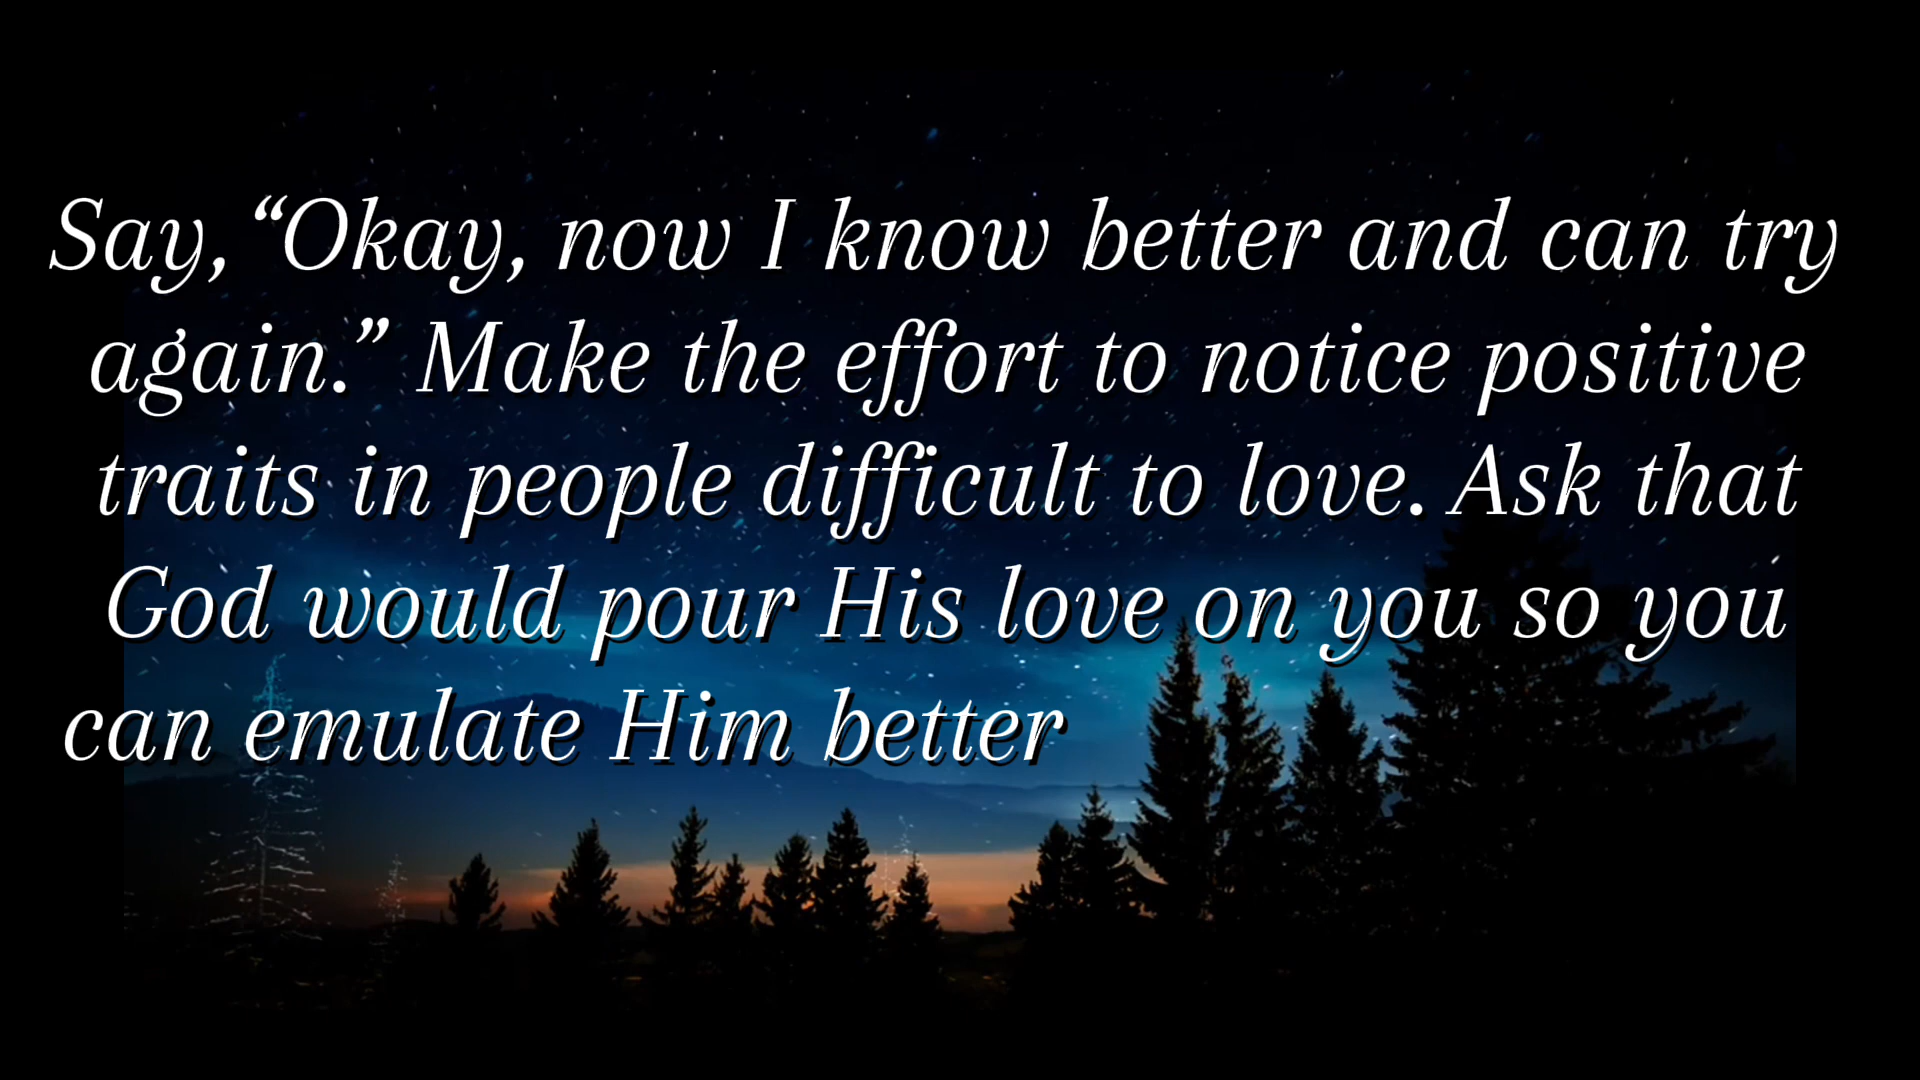 Say, “Okay, now I know better and can try
again.” Make the effort to notice positive
traits in people difficult to love. Ask that
God would pour His love on you so you
can emulate Him better